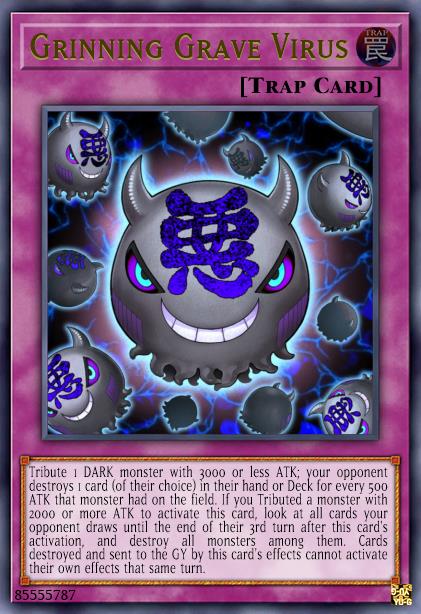 GRINNING GRAVE VIRUS
TRAP
罠
[TRAP CARD]
悪
Tribute 1 DARK monster with 3000 or less ATK; your opponent
destroys 1 card (of their choice) in their hand or Deck for every 500
ATK that monster had on the field. If you Tributed a monster with
2000 or more ATK to activate this card, look at all cards your
opponent draws until the end of their 3rd turn after this card's
activation, and destroy all monsters among them. Cards
destroyed and sent to the GY by this card's effects cannot activate
their own effects that same turn.
85555787